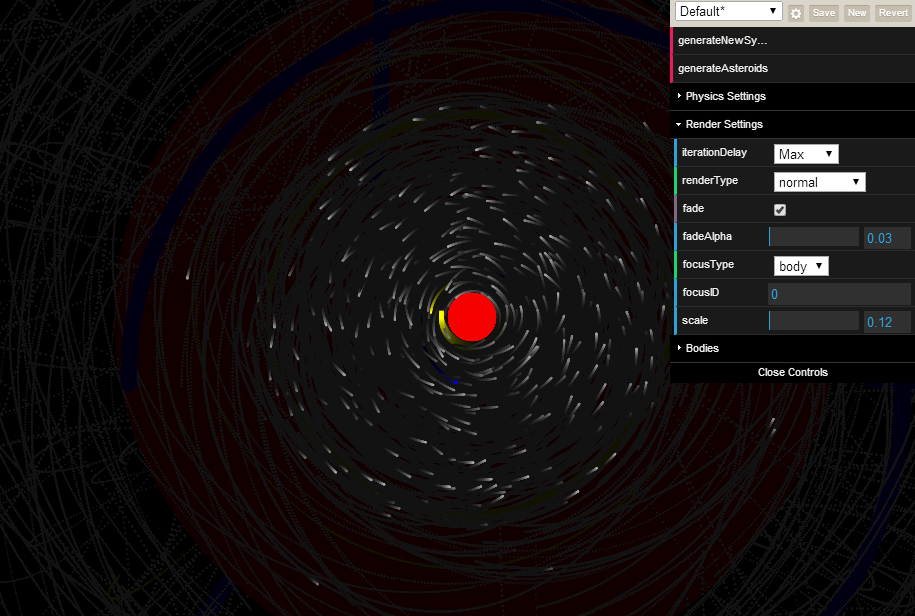 Default* Save New Revert
generateNewSy...
generateAsteroids
Physics Settings
Render Settings
iterationDelay Max
renderType normal
fade
fadeAlpha 0.03
focusType body
focusID 0
scale 0.12
Bodies
Close Controls